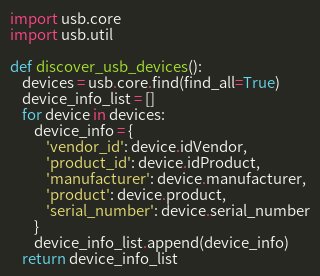 import usb.core
import usb.util

def discover_usb_devices():
    devices = usb.core.find(find_all=True)
    device_info_list = []
    for device in devices:
        device_info = {
            'vendor_id': device.idVendor,
            'product_id': device.idProduct,
            'manufacturer': device.manufacturer,
            'product': device.product,
            'serial_number': device.serial_number
        }
        device_info_list.append(device_info)
    return device_info_list